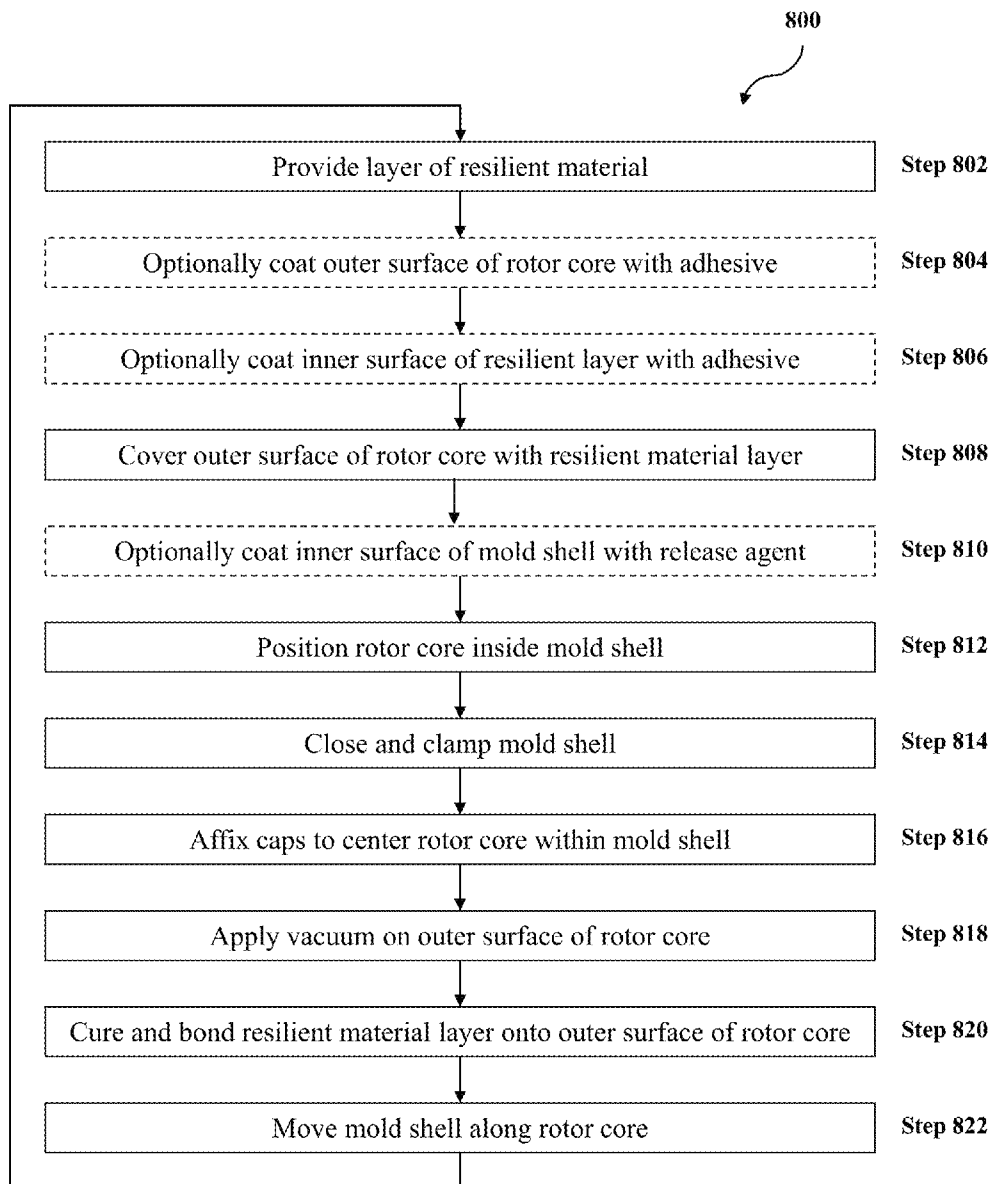 800
Provide layer of resilient material Step 802
Optionally coat outer surface of rotor core with adhesive Step 804
Optionally coat inner surface of resilient layer with adhesive Step 806
Cover outer surface of rotor core with resilient material layer Step 808
Optionally coat inner surface of mold shell with release agent Step 810
Position rotor core inside mold shell Step 812
Close and clamp mold shell Step 814
Affix caps to center rotor core within mold shell Step 816
Apply vacuum on outer surface of rotor core Step 818
Cure and bond resilient material layer onto outer surface of rotor core Step 820
Move mold shell along rotor core Step 822